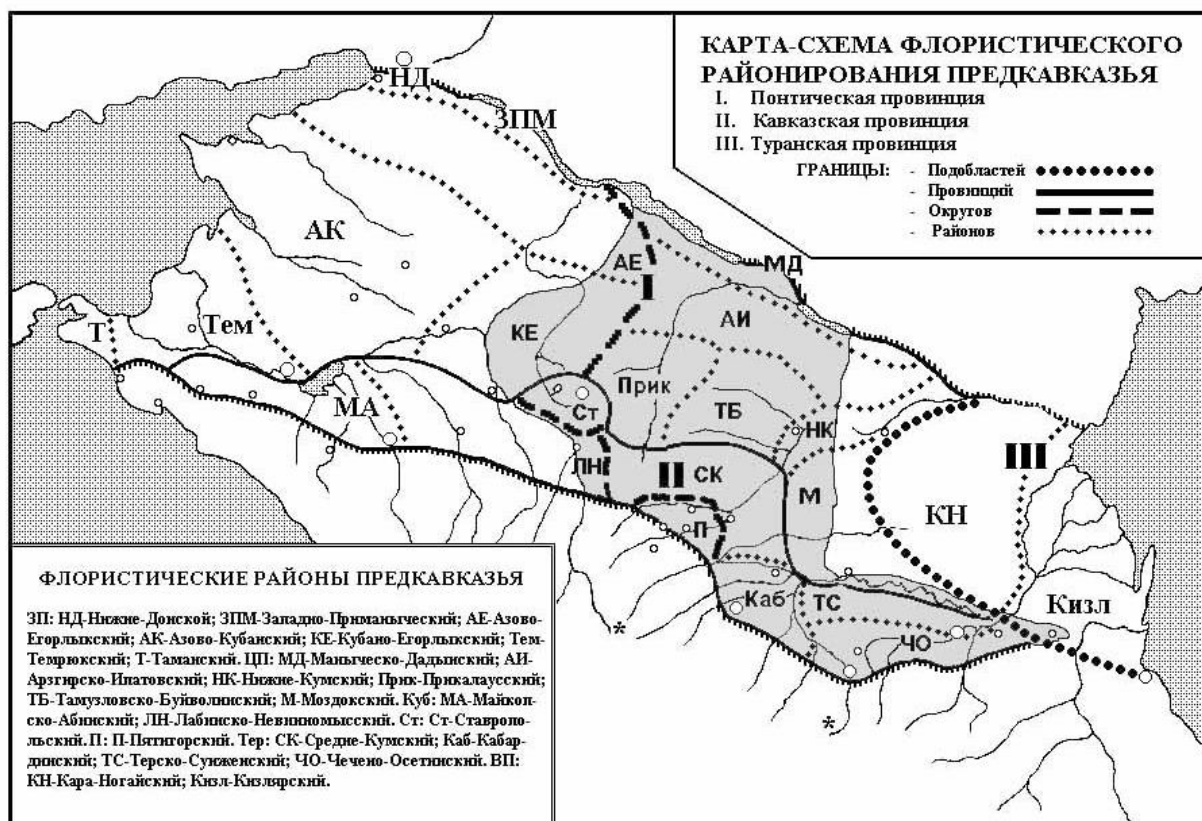 КАРТА-СХЕМА ФЛОРИСТИЧЕСКОГО
РАЙОНИРОВАНИЯ ПРЕДКАВКАЗЬЯ
I. Понтическая провинция
II. Кавказская провинция
III. Туранская провинция
ГРАНИЦЫ: - Подобластей
- Провинций
- Округов
- Районов
НД
ЗПМ
АК
АЕ
МД
I
АИ
Т
Тем
КЕ
Прик
МА
Ст
ТБ
НК
III
ЛН
II
СК
М
КН
П
Каб
ТС
Кизл
ЧО
*
*
ФЛОРИСТИЧЕСКИЕ РАЙОНЫ ПРЕДКАВКАЗЬЯ
ЗП: НД-Нижне-Донской; ЗПМ-Западно-Приманыческий; АЕ-Азово-
Егорлыкский; АК-Азово-Кубанский; КЕ-Кубано-Егорлыкский; Тем-
Темрюкский; Т-Таманский. ЦП: МД-Маныческо-Дадынский; АИ-
Арзгирско-Ипатовский; НК-Нижне-Кумский; Прик-Прикалаусский;
ТБ-Тамузловско-Буйволинский; М-Моздокский. Куб: МА-Майкоп-
ско-Абинский; ЛН-Лабинско-Невинномысский. Ст: Ст-Ставропо-
льский. П: П-Пятигорский. Тер: СК-Средне-Кумский; Каб-Кабар-
динский; ТС-Терско-Сунженский; ЧО-Чечено-Осетинский. ВП:
КН-Кара-Ногайский; Кизл-Кизлярский.